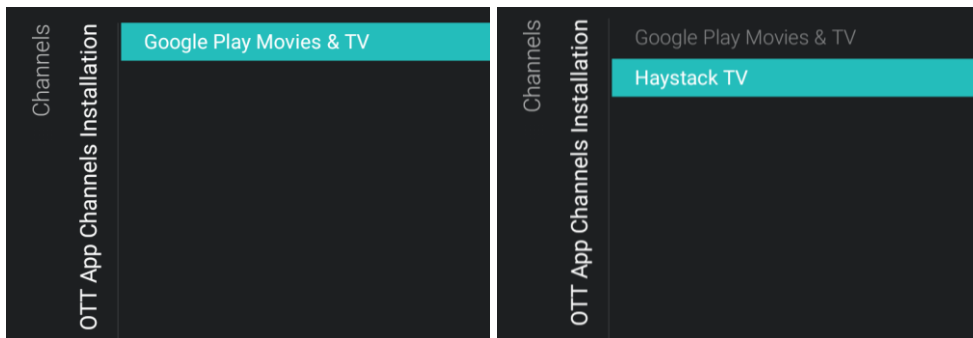 Channels
OTT App Channels Installation
Google Play Movies & TV
Channels
OTT App Channels Installation
Google Play Movies & TV
Haystack TV